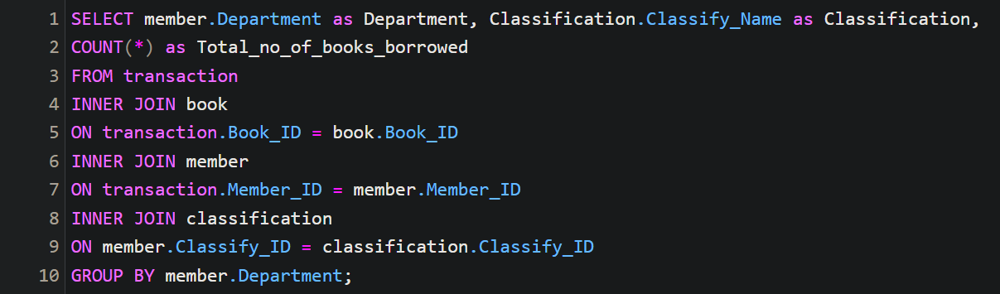 1 SELECT member.Department as Department, Classification.Classify_Name as Classification,
2 COUNT(*) as Total_no_of_books_borrowed
3 FROM transaction
4 INNER JOIN book
5 ON transaction.Book_ID = book.Book_ID
6 INNER JOIN member
7 ON transaction.Member_ID = member.Member_ID
8 INNER JOIN classification
9 ON member.Classify_ID = classification.Classify_ID
10 GROUP BY member.Department;